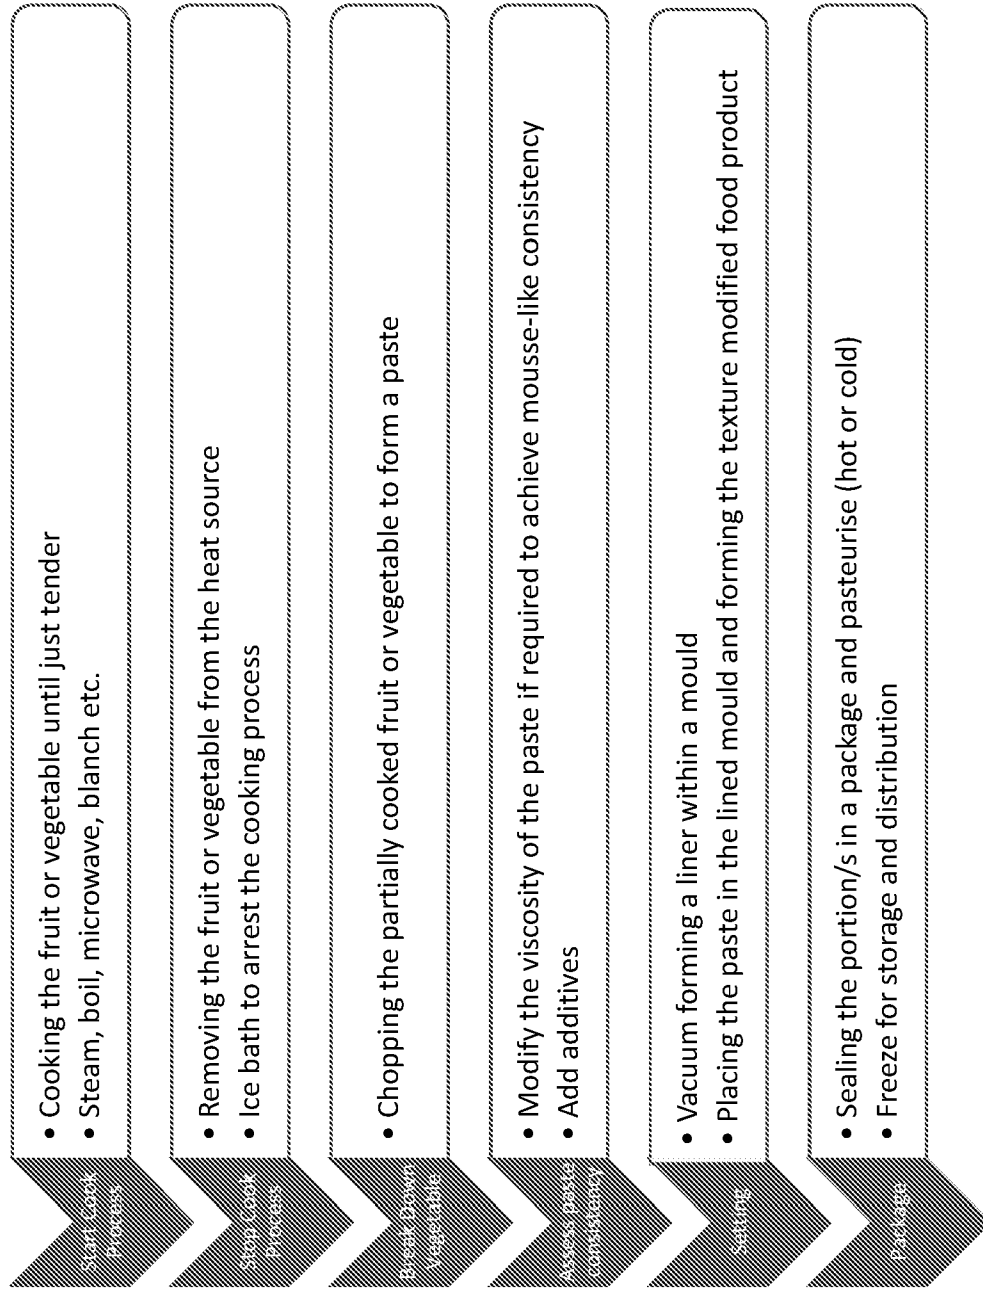 Start Cook
Process
• Cooking the fruit or vegetable until just tender
• Steam, boil, microwave, blanch etc.
Stop Cook
Process
• Removing the fruit or vegetable from the heat source
• Ice bath to arrest the cooking process
Break Down
Vegetable
• Chopping the partially cooked fruit or vegetable to form a paste
Assess paste
consistency
• Modify the viscosity of the paste if required to achieve mousse-like consistency
• Add additives
Setting
• Vacuum forming a liner within a mould
• Placing the paste in the lined mould and forming the texture modified food product
Package
• Sealing the portion/s in a package and pasteurise (hot or cold)
• Freeze for storage and distribution